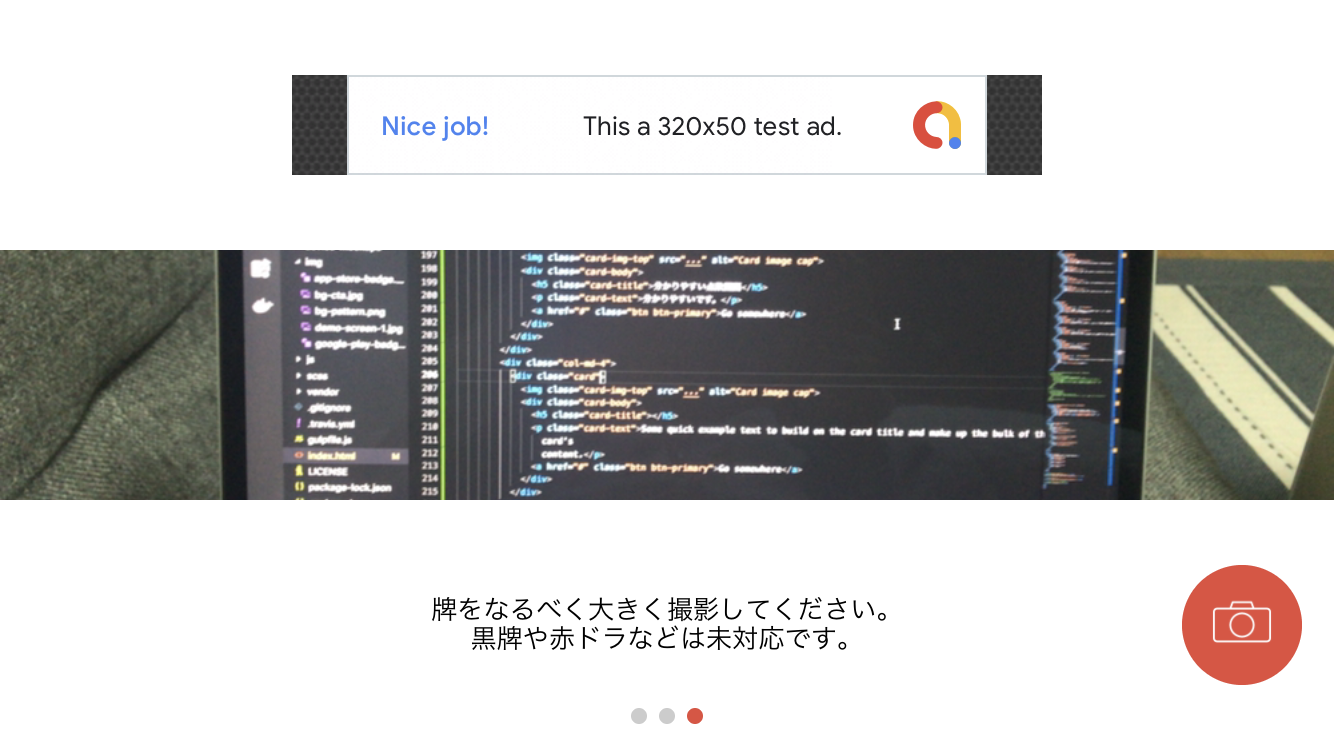 Nice job!
This a 320x50 test ad.
197 <img class="card-img-top" src="..." alt="Card image cap">
img
198 <div class="card-body">
app-store-badge...
199 <h5 class="card-title">分かりやすい</h5>
bg-cta.jpg
200 <p class="card-text">分かりやすいです。</p>
bg-pattern.png
201 <a href="#" class="btn btn-primary">Go somewhere</a>
demo-screen-1.jpg
202 </div>
google-play-badg...
203 </div>
204 </div>
js
205 <div class="col-md-4">
scss
206 <div class="card">
vendor
207 <img class="card-img-top" src="..." alt="Card image cap">
.gitignore
208 <div class="card-body">
.travis.yml
209 <h5 class="card-title"></h5>
gulpfile.js
210 <p class="card-text">Some quick example text to build on the card title and make up the bulk of th
211 card's
index.html M
212 content.</p>
LICENSE
213 <a href="#" class="btn btn-primary">Go somewhere</a>
package-lock.json
214 </div>
215 </div>
牌をなるべく大きく撮影してください。
黒牌や赤ドラなどは未対応です。